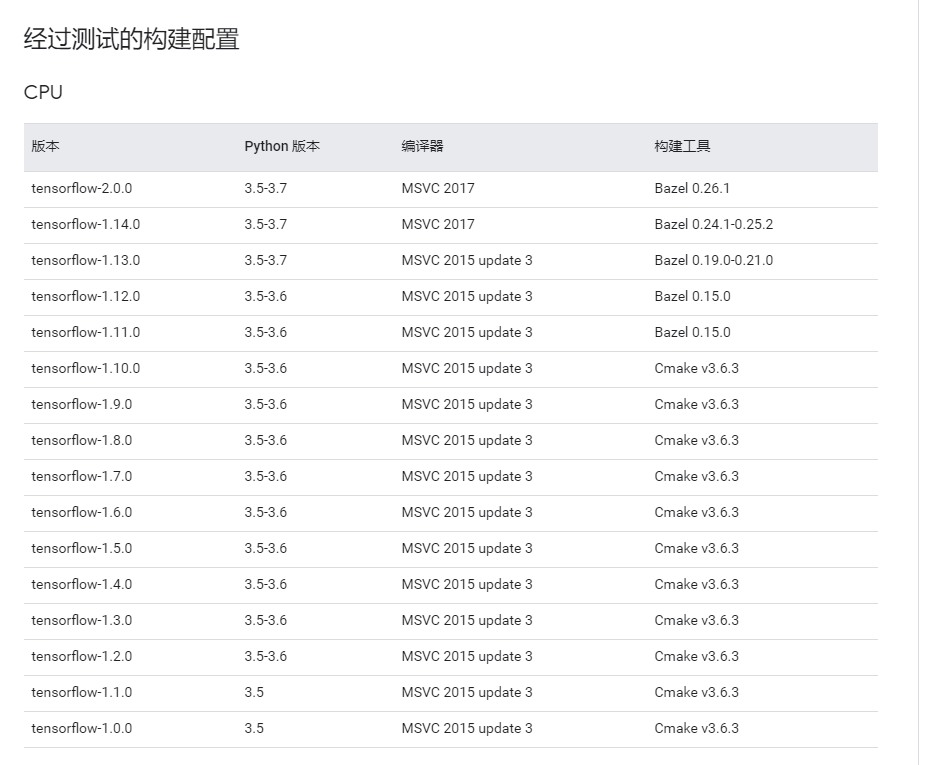 经过测试的构建配置
CPU
版本 Python 版本 编译器 构建工具
tensorflow-2.0.0 3.5-3.7 MSVC 2017 Bazel 0.26.1
tensorflow-1.14.0 3.5-3.7 MSVC 2017 Bazel 0.24.1-0.25.2
tensorflow-1.13.0 3.5-3.7 MSVC 2015 update 3 Bazel 0.19.0-0.21.0
tensorflow-1.12.0 3.5-3.6 MSVC 2015 update 3 Bazel 0.15.0
tensorflow-1.11.0 3.5-3.6 MSVC 2015 update 3 Bazel 0.15.0
tensorflow-1.10.0 3.5-3.6 MSVC 2015 update 3 Cmake v3.6.3
tensorflow-1.9.0 3.5-3.6 MSVC 2015 update 3 Cmake v3.6.3
tensorflow-1.8.0 3.5-3.6 MSVC 2015 update 3 Cmake v3.6.3
tensorflow-1.7.0 3.5-3.6 MSVC 2015 update 3 Cmake v3.6.3
tensorflow-1.6.0 3.5-3.6 MSVC 2015 update 3 Cmake v3.6.3
tensorflow-1.5.0 3.5-3.6 MSVC 2015 update 3 Cmake v3.6.3
tensorflow-1.4.0 3.5-3.6 MSVC 2015 update 3 Cmake v3.6.3
tensorflow-1.3.0 3.5-3.6 MSVC 2015 update 3 Cmake v3.6.3
tensorflow-1.2.0 3.5-3.6 MSVC 2015 update 3 Cmake v3.6.3
tensorflow-1.1.0 3.5 MSVC 2015 update 3 Cmake v3.6.3
tensorflow-1.0.0 3.5 MSVC 2015 update 3 Cmake v3.6.3